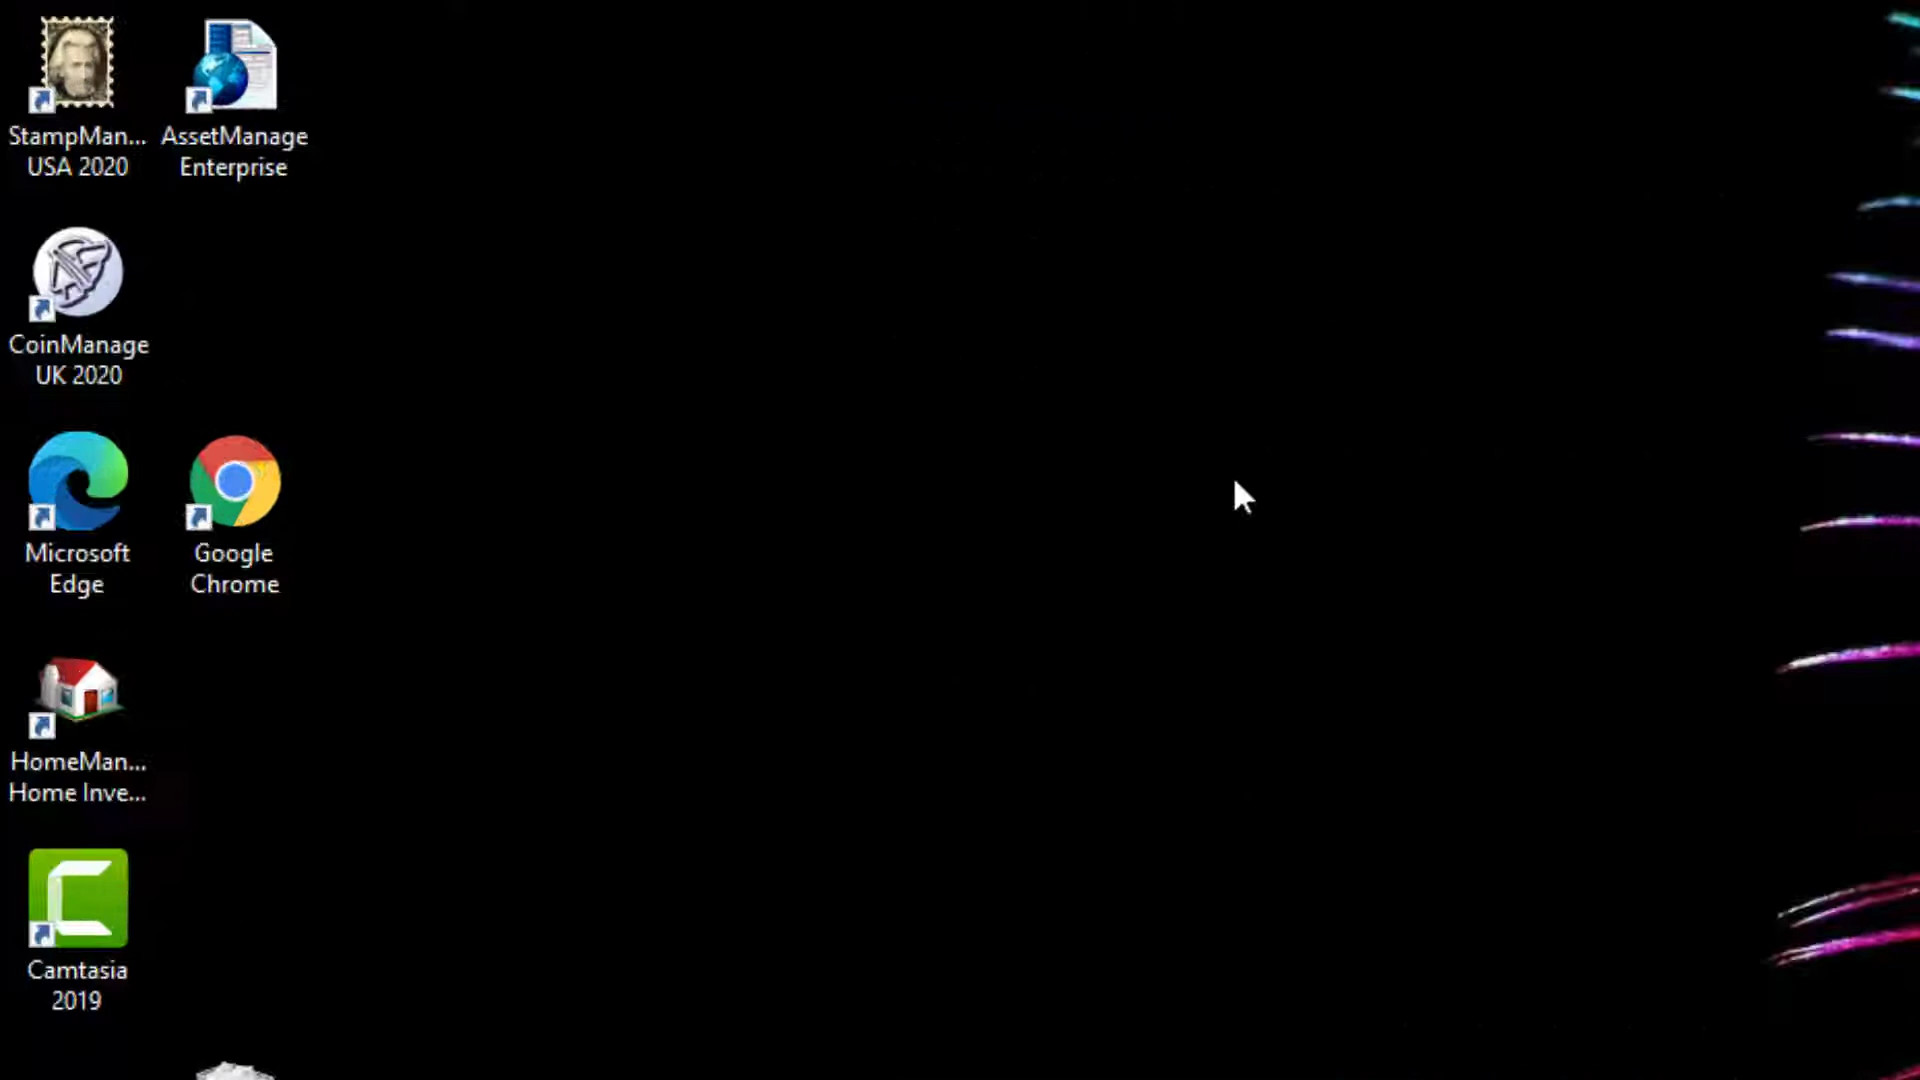 StampMan...
USA 2020
AssetManage
Enterprise
CoinManage
UK 2020
Microsoft
Edge
Google
Chrome
HomeMan...
Home Inve...
Camtasia
2019